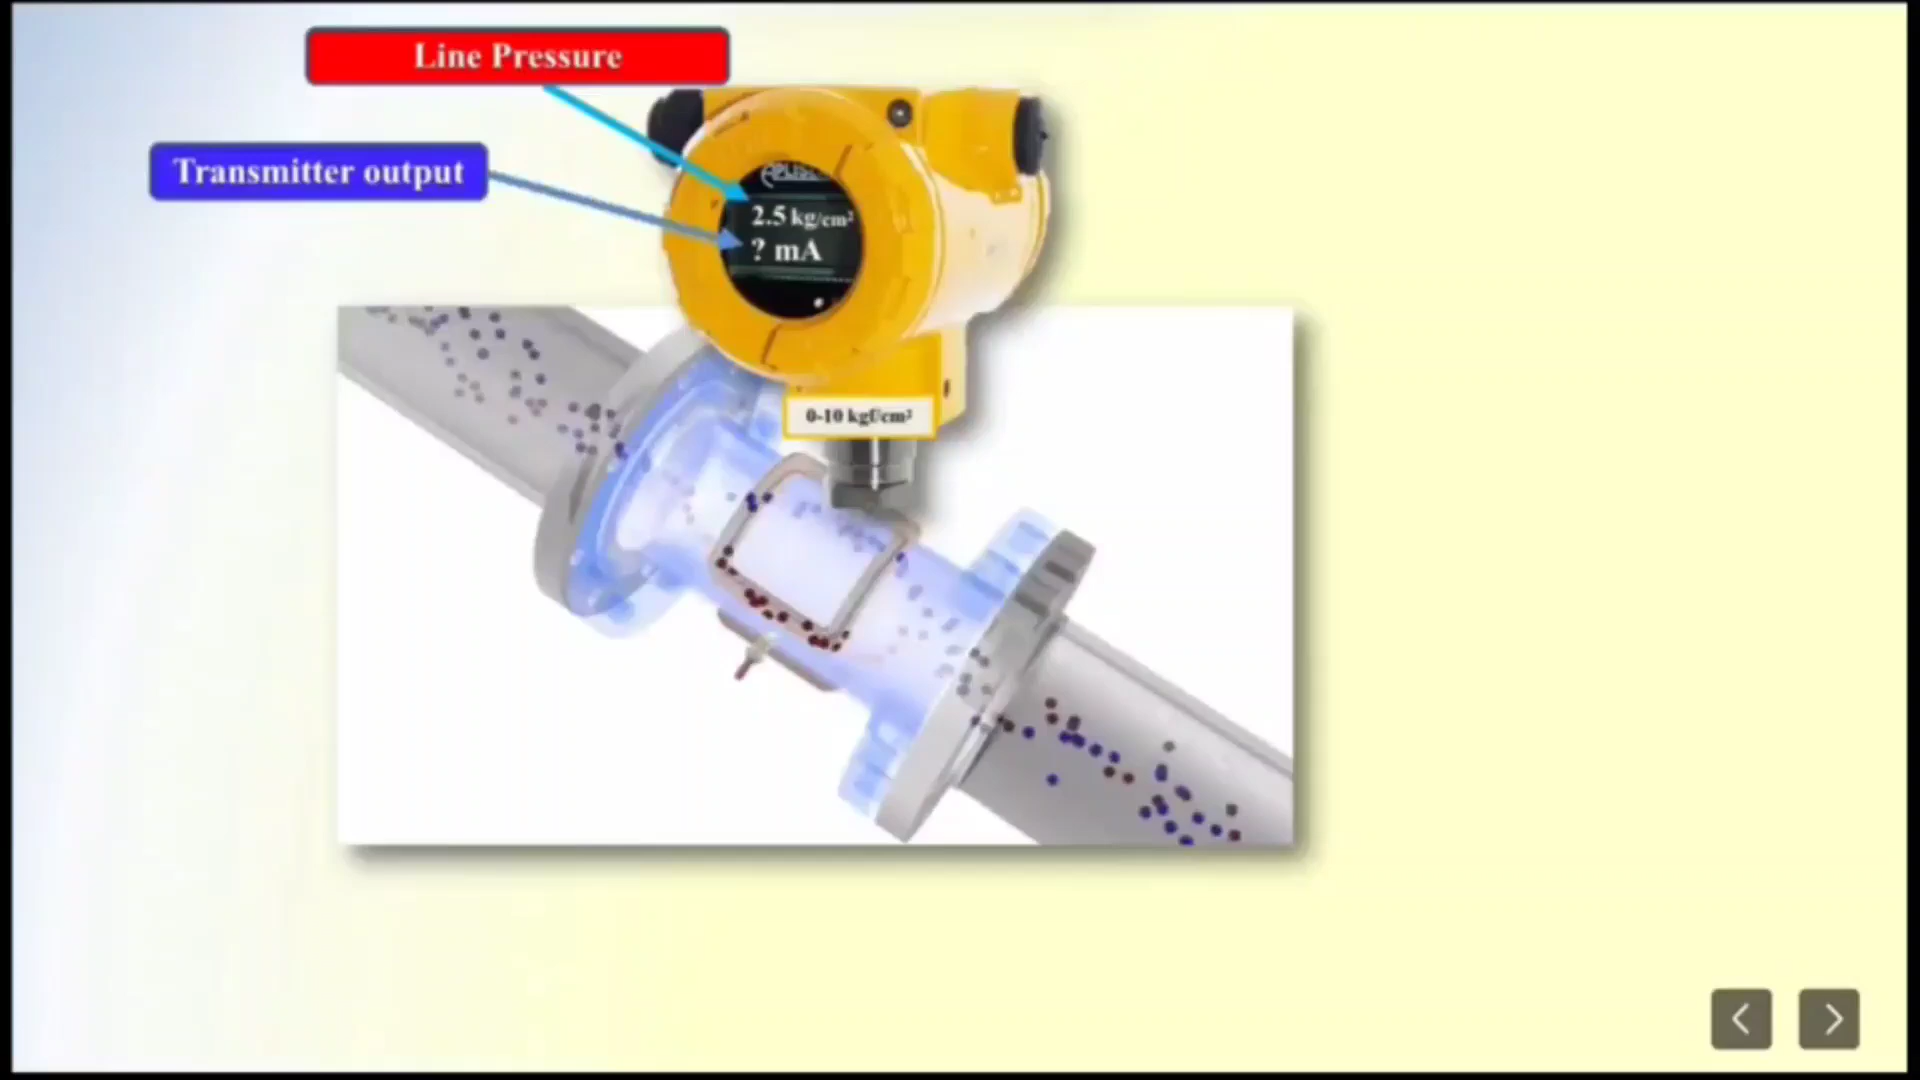 Line Pressure
Transmitter output
2.5 kg/cm²
? mA
0-10 kgf/cm²